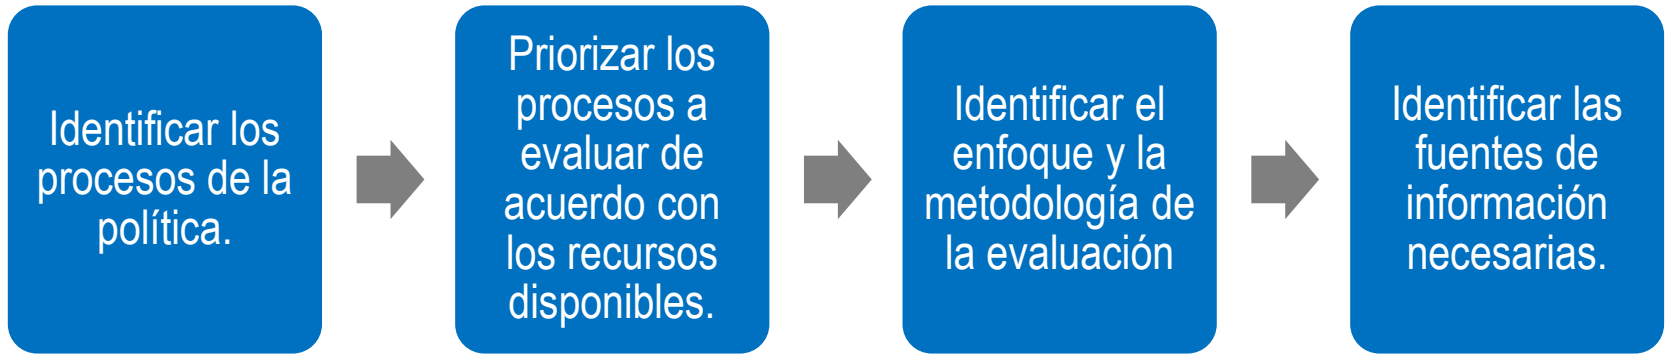 Identificar los
procesos de la
política.
Priorizar los
procesos a
evaluar de
acuerdo con
los recursos
disponibles.
Identificar el
enfoque y la
metodología de
la evaluación
Identificar las
fuentes de
información
necesarias.